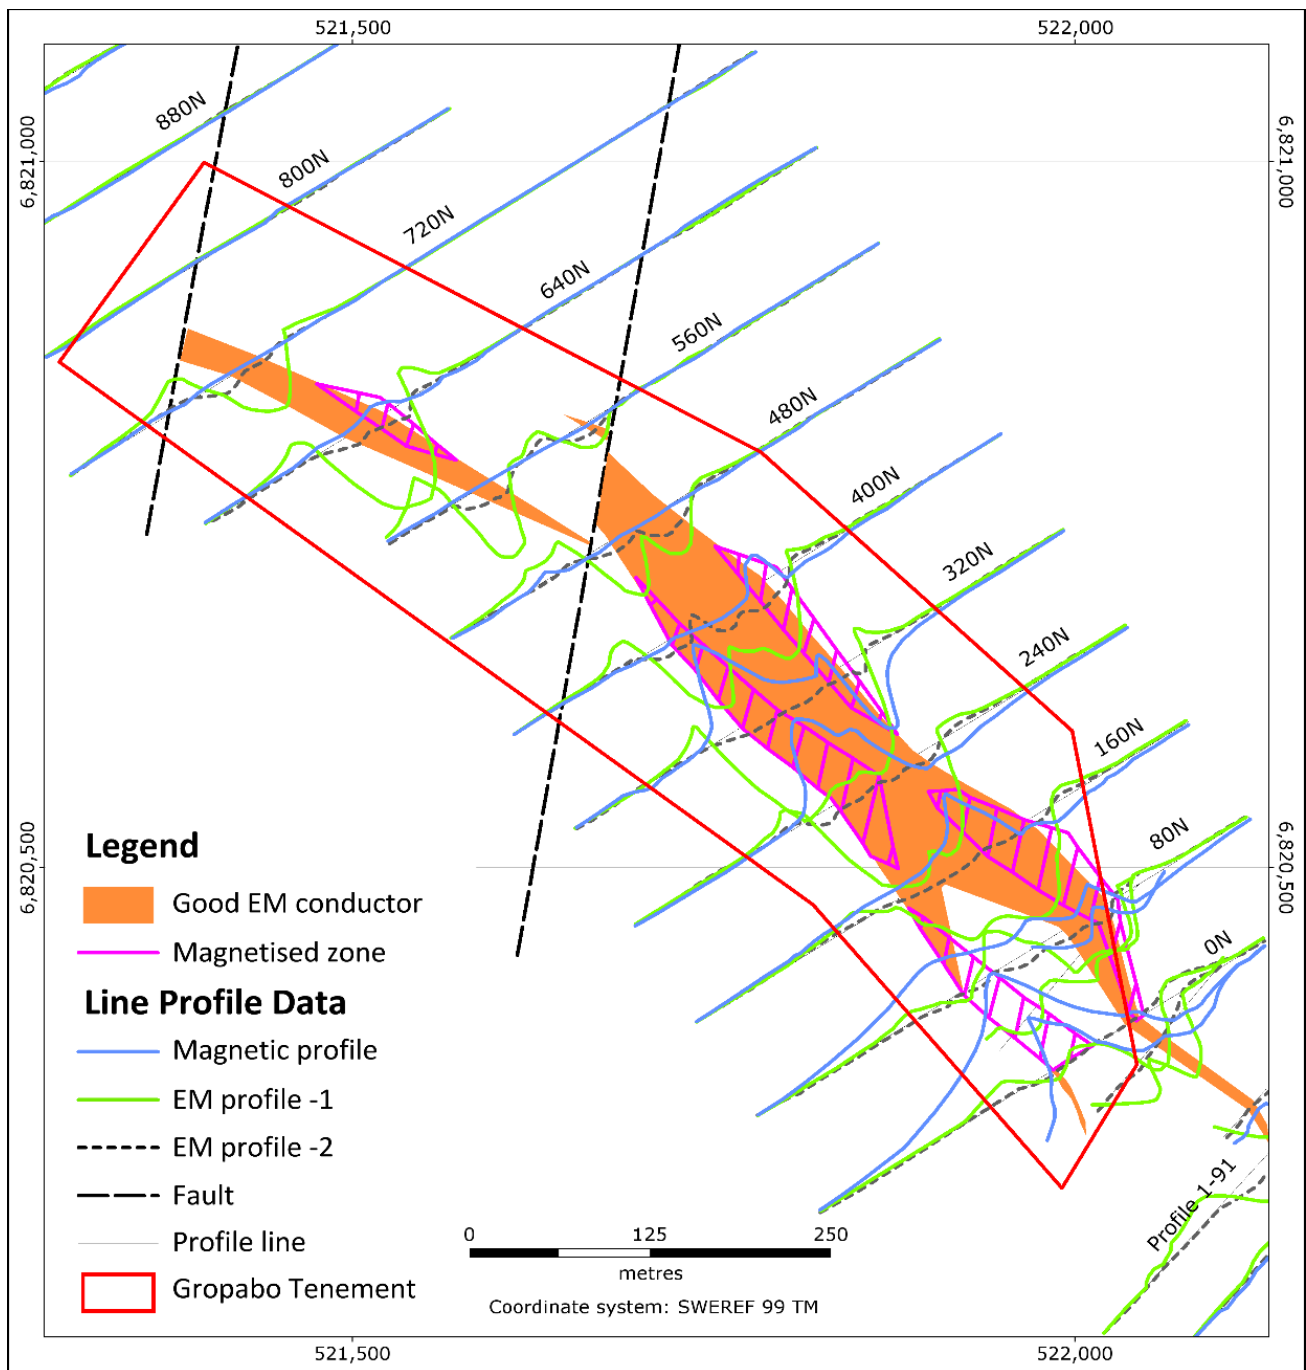 521,500
522,000
6,821,000
6,821,000
880N
800N
720N
640N
560N
480N
400N
320N
240N
160N
80N
0N
6,820,500
6,820,500
Legend
Good EM conductor
Magnetised zone
Line Profile Data
Magnetic profile
EM profile -1
EM profile -2
Fault
Profile line
Gropabo Tenement
Profile 1-91
0
125
250
metres
Coordinate system: SWEREF 99 TM
521,500
522,000